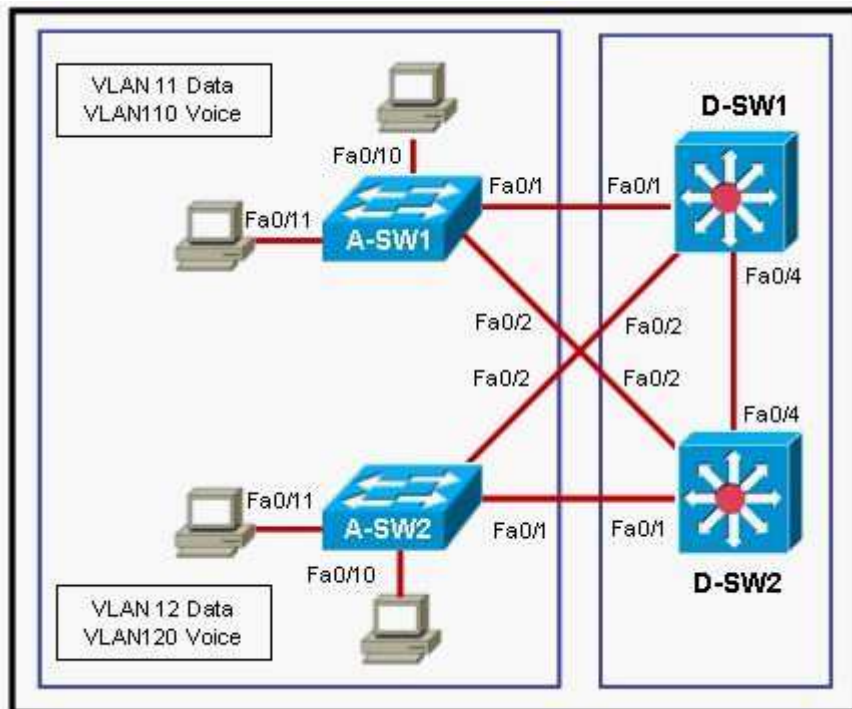 VLAN 11 Data
VLAN110 Voice
D-SW1
Fa0/10
Fa0/1
Fa0/1
Fa0/11
A-SW1
Fa0/4
Fa0/2
Fa0/2
Fa0/2
Fa0/2
Fa0/4
Fa0/11
A-SW2
Fa0/1
Fa0/1
Fa0/10
D-SW2
VLAN 12 Data
VLAN120 Voice